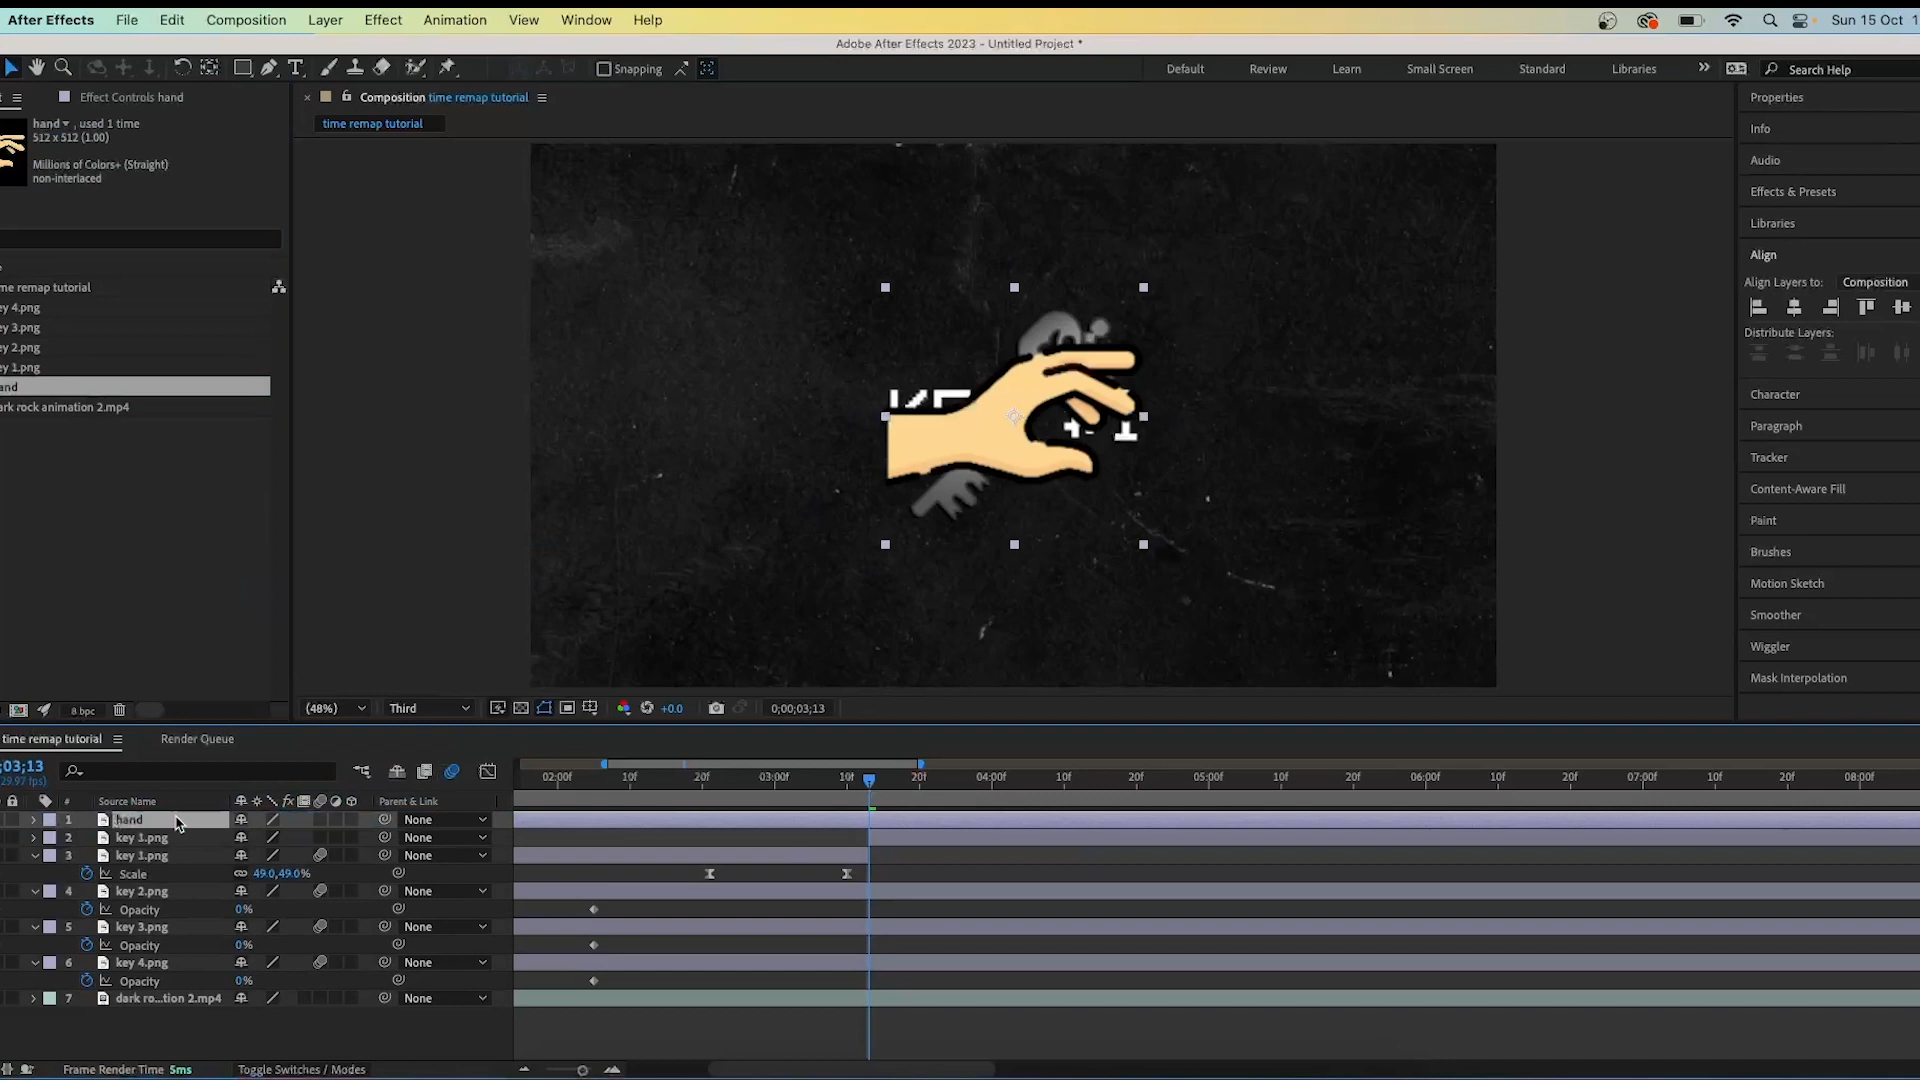 After Effects File Edit Composition Layer Effect Animation View Window Help Sun 15 Oct 1
Adobe After Effects 2023 - Untitled Project *
Snapping Default Review Learn Small Screen Standard Libraries Search Help
Effect Controls hand
Composition time remap tutorial
Properties
hand , used 1 time
512 x 512 (1.00)
time remap tutorial
Info
Millions of Colors+ (Straight)
non-interlaced
Audio
Effects & Presets
Libraries
Align
Align Layers to: Composition
me remap tutorial
ey 4.png
ey 3.png
Distribute Layers:
ey 2.png
ey 1.png
and
ark rock animation 2.mp4
Character
Paragraph
Tracker
Content-Aware Fill
Paint
Brushes
Motion Sketch
Smoother
Wiggler
Mask Interpolation
8 bpc (48%) Third +0.0 0;00;03;13
time remap tutorial Render Queue
;03;13
29.97 fps)
02:00f 10f 20f 03:00f 10f 20f 04:00f 10f 20f 05:00f 10f 20f 06:00f 10f 20f 07:00f 10f 20f 08:00f
# Source Name fx Parent & Link
1 hand None
2 key 1.png None
3 key 1.png None
Scale 49.0,49.0%
4 key 2.png None
Opacity 0%
5 key 3.png None
Opacity 0%
6 key 4.png None
Opacity 0%
7 dark ro...tion 2.mp4 None
Frame Render Time 5ms Toggle Switches / Modes